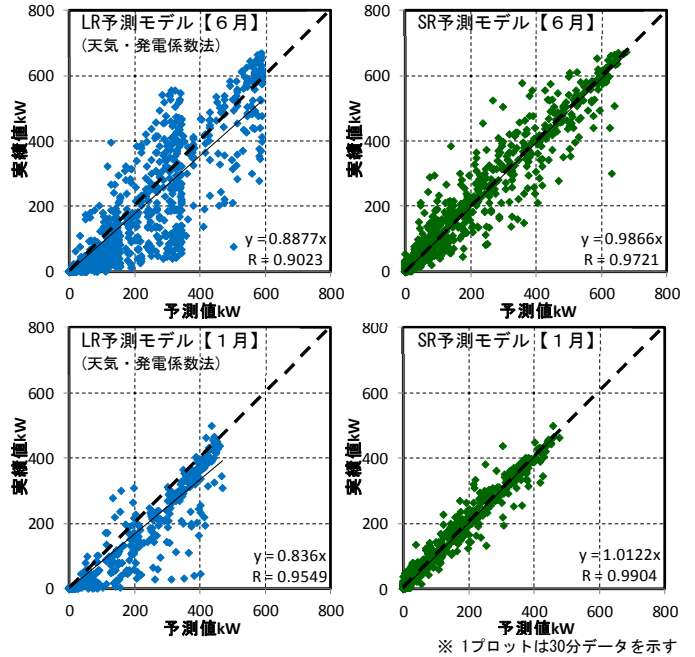 LR予測モデル【６月】
(天気・発電係数法)
800
600
400
200
0
実績値kW
y = 0.8877x
R = 0.9023
0 200 400 600 800
予測値kW
SR予測モデル【６月】
800
600
400
200
0
実績値kW
y = 0.9866x
R = 0.9721
0 200 400 600 800
予測値kW
LR予測モデル【１月】
(天気・発電係数法)
800
600
400
200
0
実績値kW
y = 0.836x
R = 0.9549
0 200 400 600 800
予測値kW
SR予測モデル【１月】
800
600
400
200
0
実績値kW
y = 1.0122x
R = 0.9904
0 200 400 600 800
予測値kW
※ 1プロットは30分データを示す